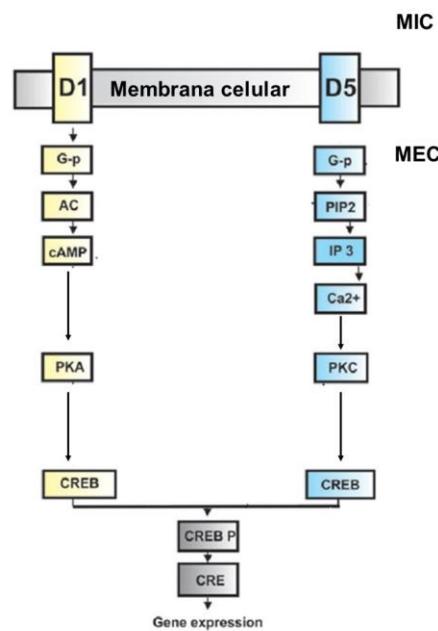 MIC
D1
Membrana celular
D5
MEC
G-p
G-p
AC
PIP2
cAMP
IP 3
Ca2+
PKA
PKC
CREB
CREB
CREB P
CRE
Gene expression